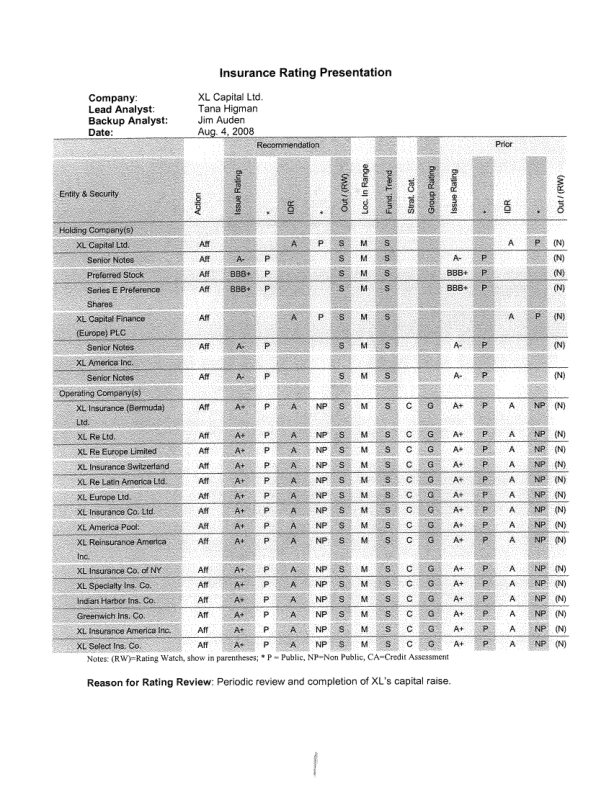 Insurance Rating Presentation
Company: XL Capital Ltd.
Lead Analyst: Tana Higman
Backup Analyst: Jim Auden
Date: Aug. 4, 2008
Recommendation Prior
Entity & Security Action Issue Rating * IDR * Out / (RW) Loc. In Range Fund. Trend Strat. Cat. Group Rating Issue Rating * IDR * Out / (RW)
Holding Company(s)
XL Capital Ltd. Aff A P S M S A P (N)
Senior Notes Aff A- P S M S A- P (N)
Preferred Stock Aff BBB+ P S M S BBB+ P (N)
Series E Preference Aff BBB+ P S M S BBB+ P (N)
Shares
XL Capital Finance Aff A P S M S A P (N)
(Europe) PLC
Senior Notes Aff A- P S M S A- P (N)
XL America Inc.
Senior Notes Aff A- P S M S A- P (N)
Operating Company(s)
XL Insurance (Bermuda) Aff A+ P A NP S M S C G A+ P A NP (N)
Ltd.
XL Re Ltd. Aff A+ P A NP S M S C G A+ P A NP (N)
XL Re Europe Limited Aff A+ P A NP S M S C G A+ P A NP (N)
XL Insurance Switzerland Aff A+ P A NP S M S C G A+ P A NP (N)
XL Re Latin America Ltd. Aff A+ P A NP S M S C G A+ P A NP (N)
XL Europe Ltd. Aff A+ P A NP S M S C G A+ P A NP (N)
XL Insurance Co. Ltd. Aff A+ P A NP S M S C G A+ P A NP (N)
XL America Pool: Aff A+ P A NP S M S C G A+ P A NP (N)
XL Reinsurance America Aff A+ P A NP S M S C G A+ P A NP (N)
Inc.
XL Insurance Co. of NY Aff A+ P A NP S M S C G A+ P A NP (N)
XL Specialty Ins. Co. Aff A+ P A NP S M S C G A+ P A NP (N)
Indian Harbor Ins. Co. Aff A+ P A NP S M S C G A+ P A NP (N)
Greenwich Ins. Co. Aff A+ P A NP S M S C G A+ P A NP (N)
XL Insurance America Inc. Aff A+ P A NP S M S C G A+ P A NP (N)
XL Select Ins. Co. Aff A+ P A NP S M S C G A+ P A NP (N)
Notes: (RW)=Rating Watch, show in parentheses; * P = Public, NP=Non Public, CA=Credit Assessment
Reason for Rating Review: Periodic review and completion of XL's capital raise.